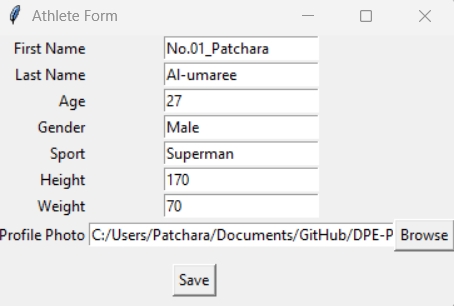 Athlete Form
First Name No.01_Patchara
Last Name Al-umaree
Age 27
Gender Male
Sport Superman
Height 170
Weight 70
Profile Photo C:/Users/Patchara/Documents/GitHub/DPE-P Browse
Save